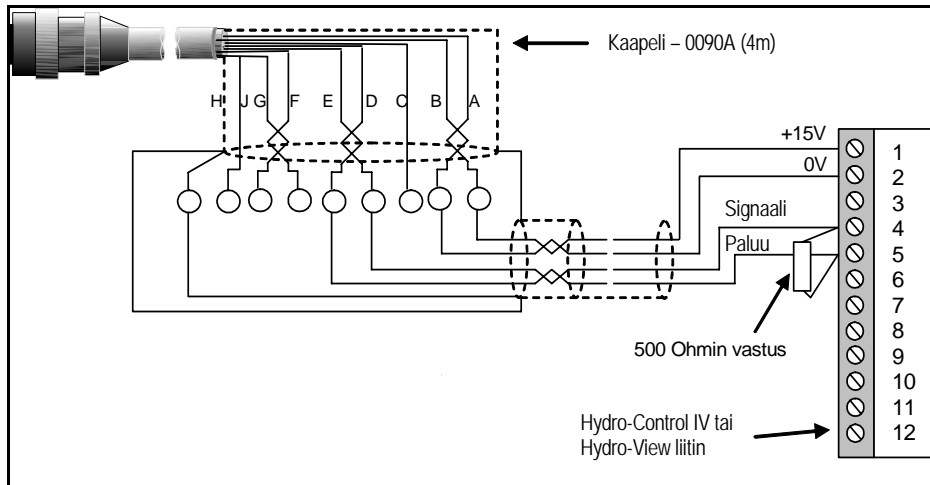 Kaapeli – 0090A (4m)
H J G F E D C B A
+15V
0V
Signaali
Paluu
1
2
3
4
5
6
7
8
9
10
11
12
500 Ohmin vastus
Hydro-Control IV tai
Hydro-View liitin